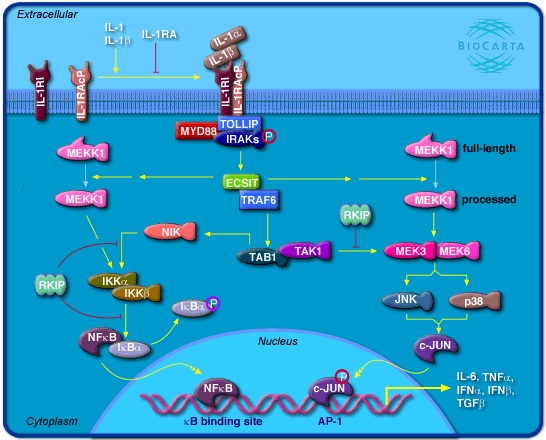 Extracellular
IL-1
IL-1β
IL-1RA
IL-1α
IL-1β
BIOCARTA
IL-1RI
IL-1RAcP
IL-1RI
IL-1RAcP
TOLLIP
MYD88
IRAKs
P
MEKK1
MEKK1
full-length
ECSIT
MEKK1
TRAF6
MEKK1
processed
RKIP
NIK
TAB1
TAK1
MEK3
MEK6
RKIP
IKKα
IKKβ
IκBα
P
JNK
p38
NFκB
IκBα
c-JUN
Nucleus
P
NFκB
c-JUN
IL-6, TNFα,
IFNα, IFNβ,
TGFβ
Cytoplasm
κB binding site
AP-1